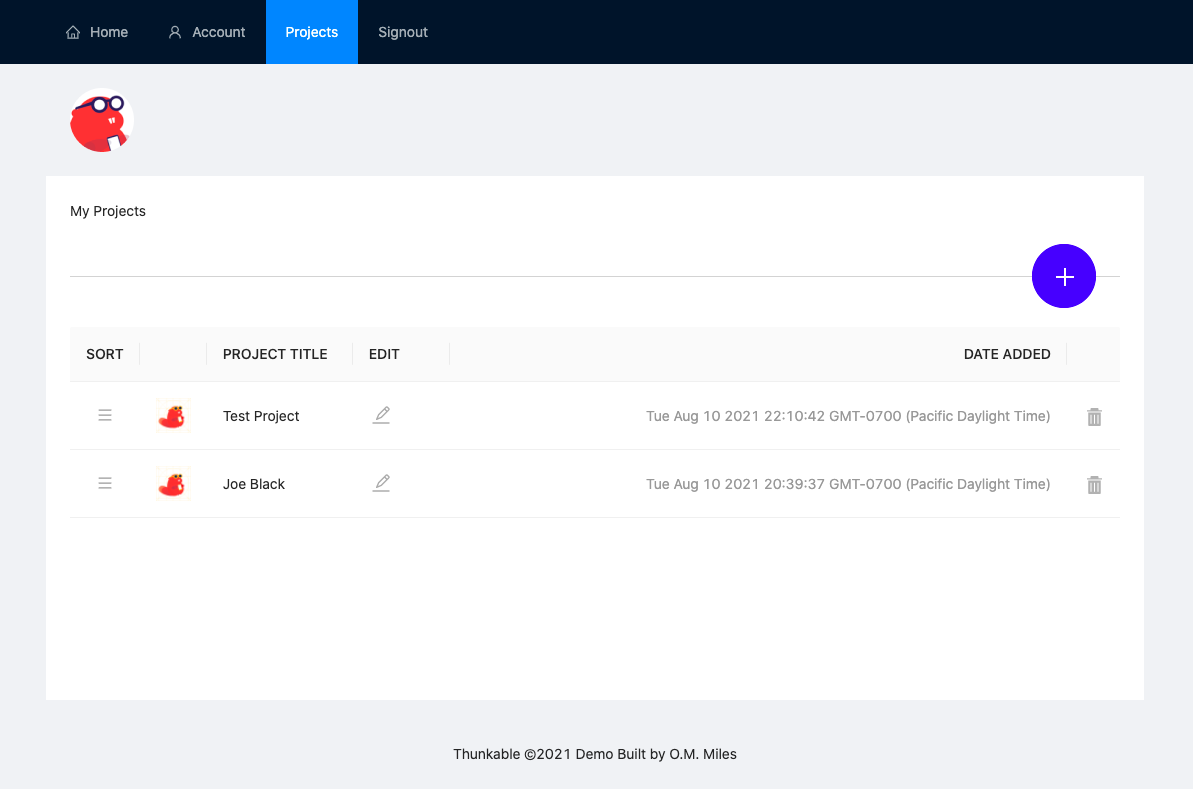 Home Account Projects Signout
My Projects
SORT PROJECT TITLE EDIT DATE ADDED
Test Project Tue Aug 10 2021 22:10:42 GMT-0700 (Pacific Daylight Time)
Joe Black Tue Aug 10 2021 20:39:37 GMT-0700 (Pacific Daylight Time)
Thunkable ©2021 Demo Built by O.M. Miles